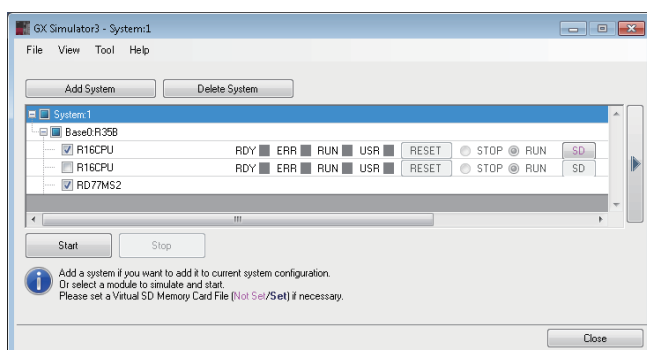 GX Simulator3 - System:1
File View Tool Help
Add System Delete System
System:1
Base0:R35B
R16CPU RDY ERR RUN USR RESET STOP RUN SD
R16CPU RDY ERR RUN USR RESET STOP RUN SD
RD77MS2
Start Stop
Add a system if you want to add it to current system configuration.
Or select a module to simulate and start.
Please set a Virtual SD Memory Card File (Not Set/Set) if necessary.
Close